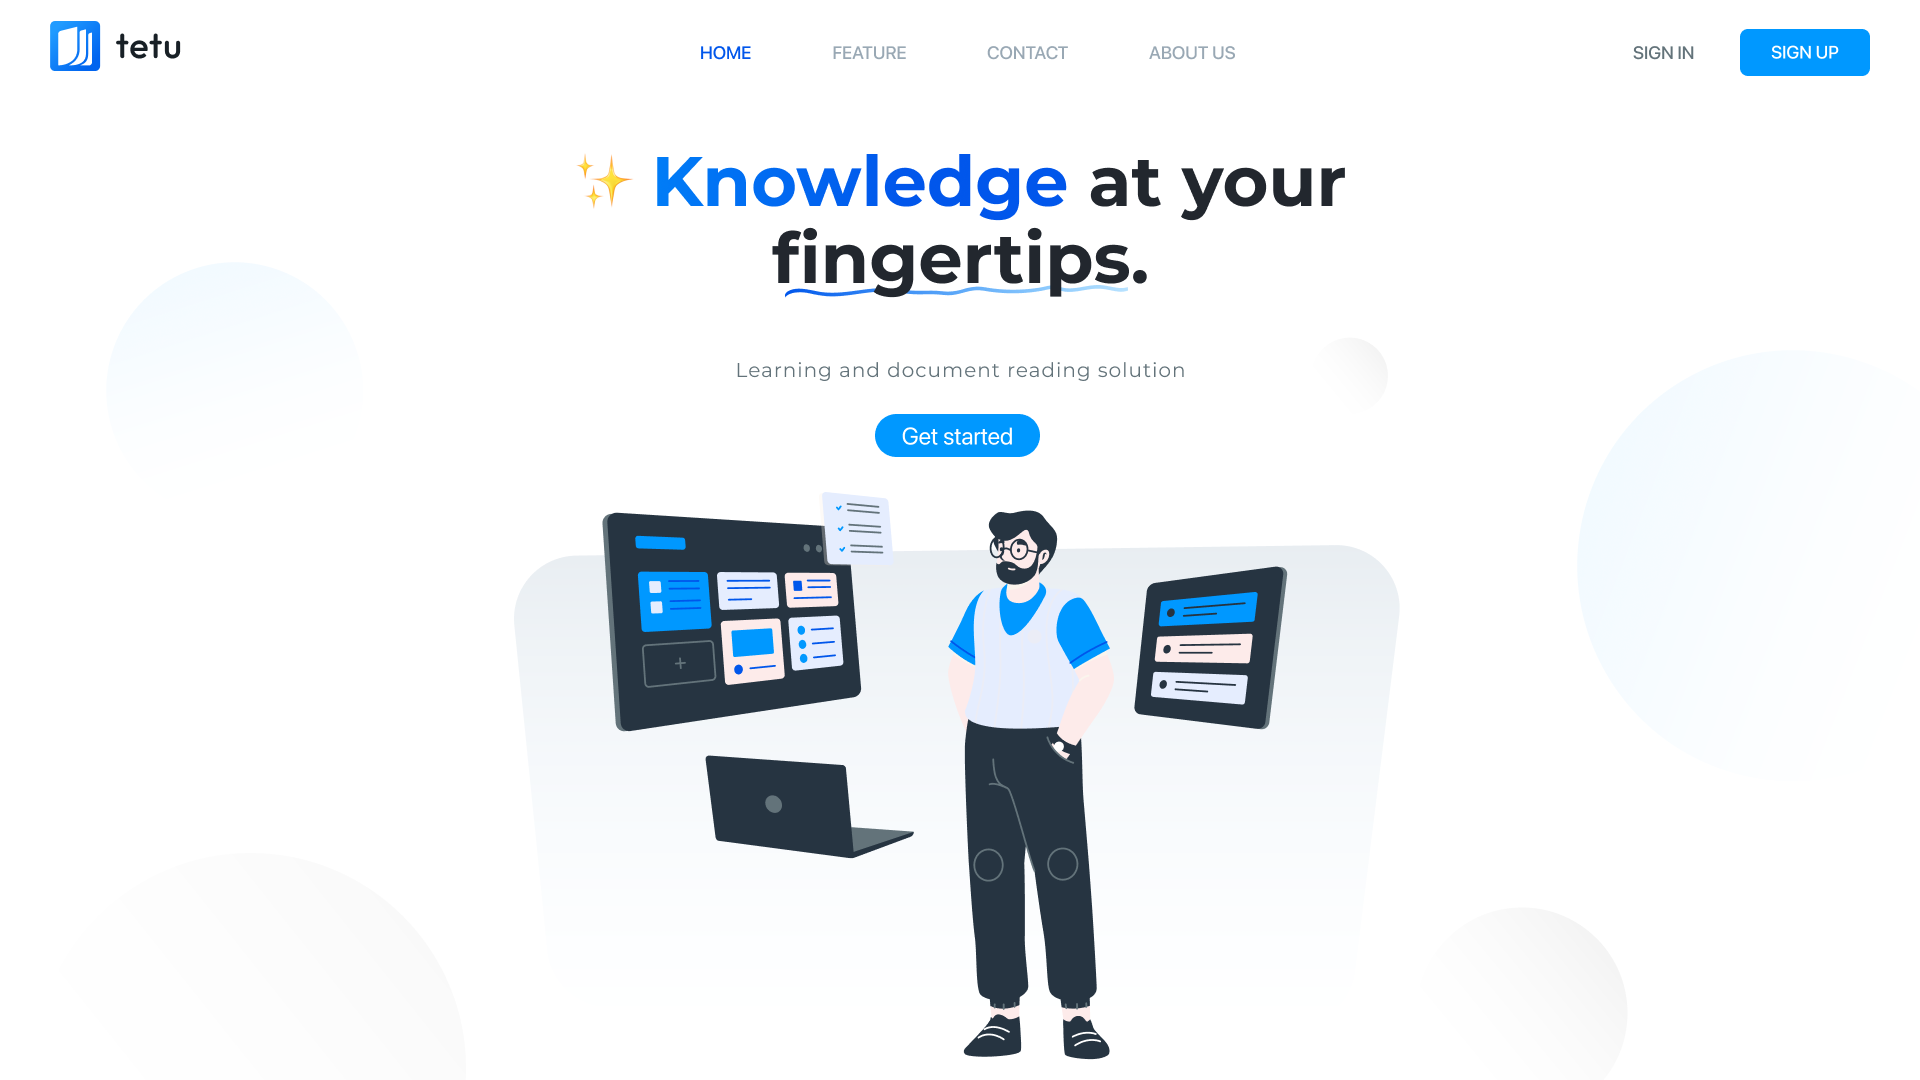 tetu
HOME
FEATURE
CONTACT
ABOUT US
SIGN IN
SIGN UP
✨ Knowledge at your
fingertips.
Learning and document reading solution
Get started